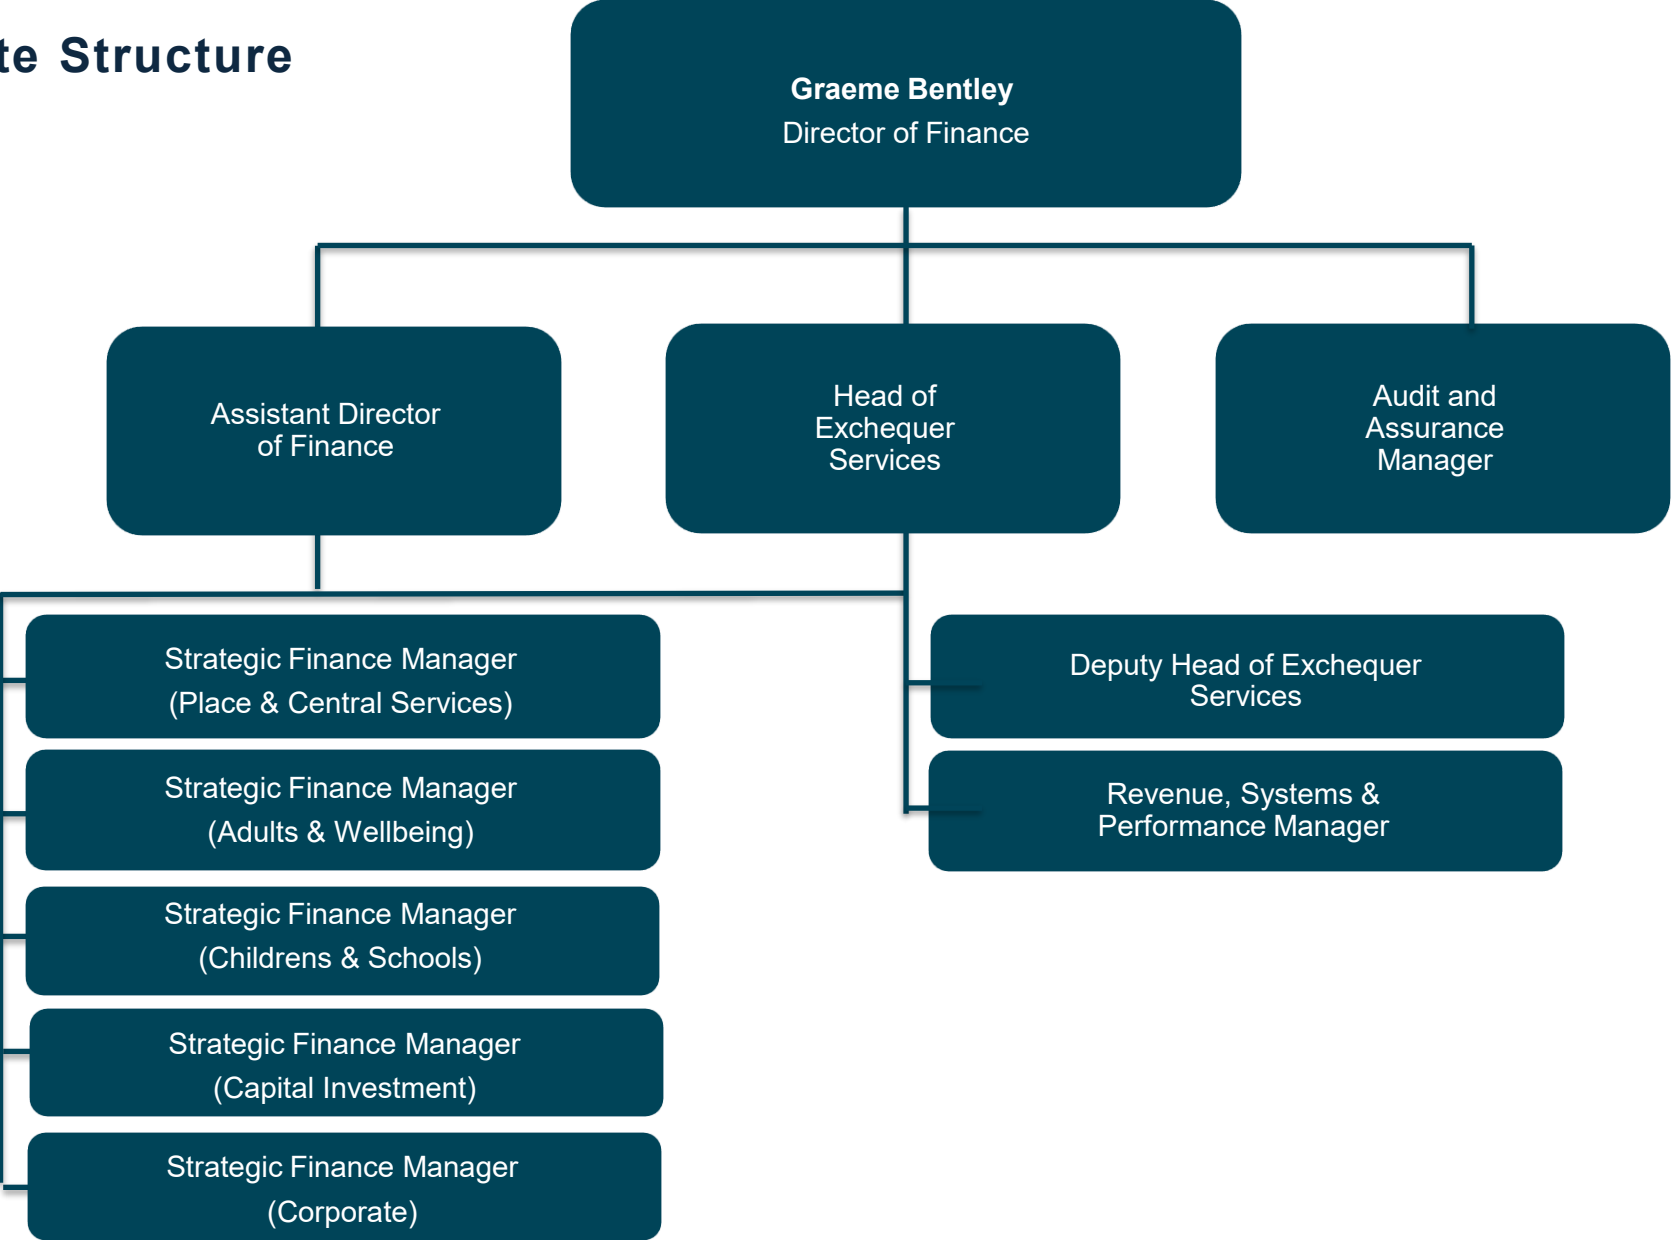 te Structure
Graeme Bentley
Director of Finance
Assistant Director
of Finance
Head of
Exchequer
Services
Audit and
Assurance
Manager
Strategic Finance Manager
(Place & Central Services)
Strategic Finance Manager
(Adults & Wellbeing)
Strategic Finance Manager
(Childrens & Schools)
Strategic Finance Manager
(Capital Investment)
Strategic Finance Manager
(Corporate)
Deputy Head of Exchequer
Services
Revenue, Systems &
Performance Manager